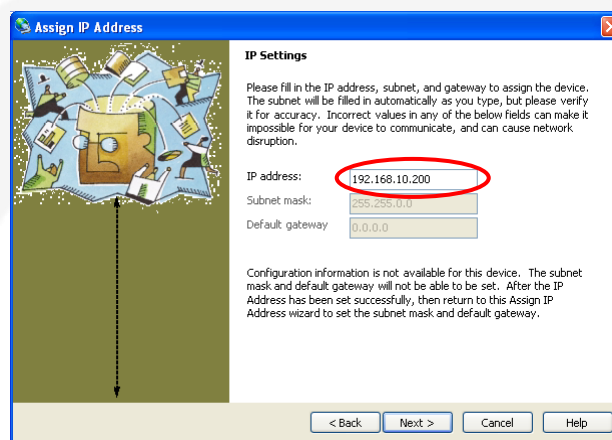 Assign IP Address
IP Settings
Please fill in the IP address, subnet, and gateway to assign the device.
The subnet will be filled in automatically as you type, but please verify
it for accuracy. Incorrect values in any of the below fields can make it
impossible for your device to communicate, and can cause network
disruption.
IP address: 192.168.10.200
Subnet mask: 255.255.0.0
Default gateway 0.0.0.0
Configuration information is not available for this device. The subnet
mask and default gateway will not be able to be set. After the IP
Address has been set successfully, then return to this Assign IP
Address wizard to set the subnet mask and default gateway.
< Back Next > Cancel Help